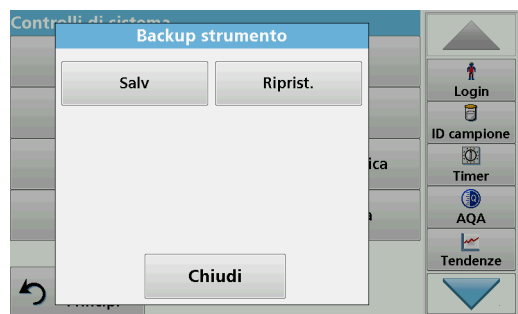 Controlli di sistema
Backup strumento
Salv
Riprist.
Chiudi
Login
ID campione
Timer
AQA
Tendenze